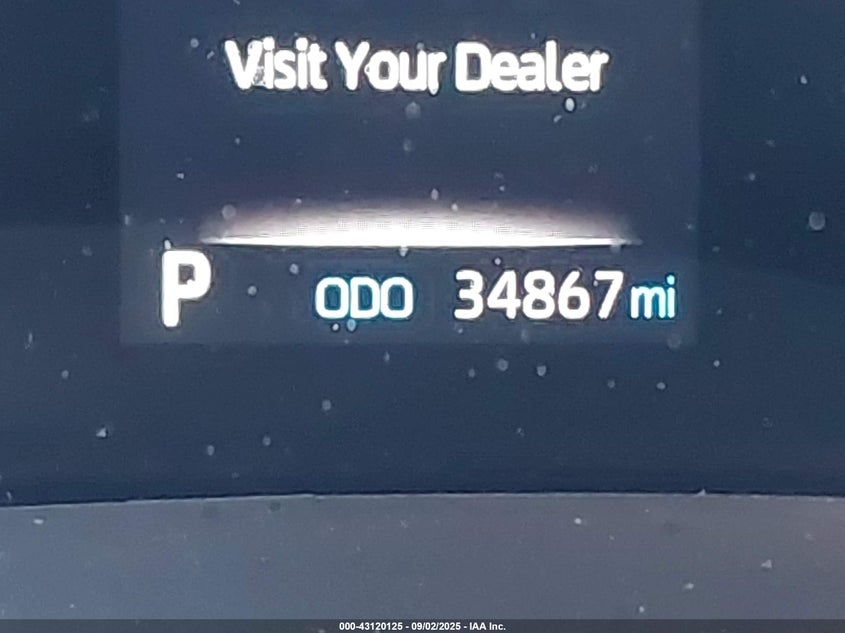 Visit Your Dealer
P ODO 34867 mi
000-43120125 - 09/02/2025 - IAA Inc.